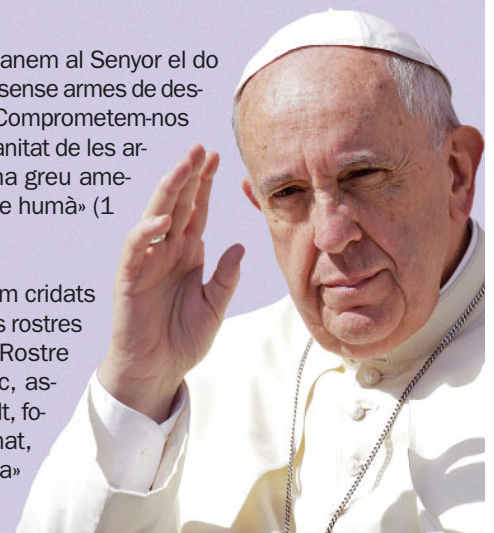 anem al Senyor el do
sense armes de des-
Comprometem-nos
anitat de les ar-
na greu ame-
e humà» (1
m cridats
s rostres
Rostre
c, as-
lt, fo-
nat,
a»